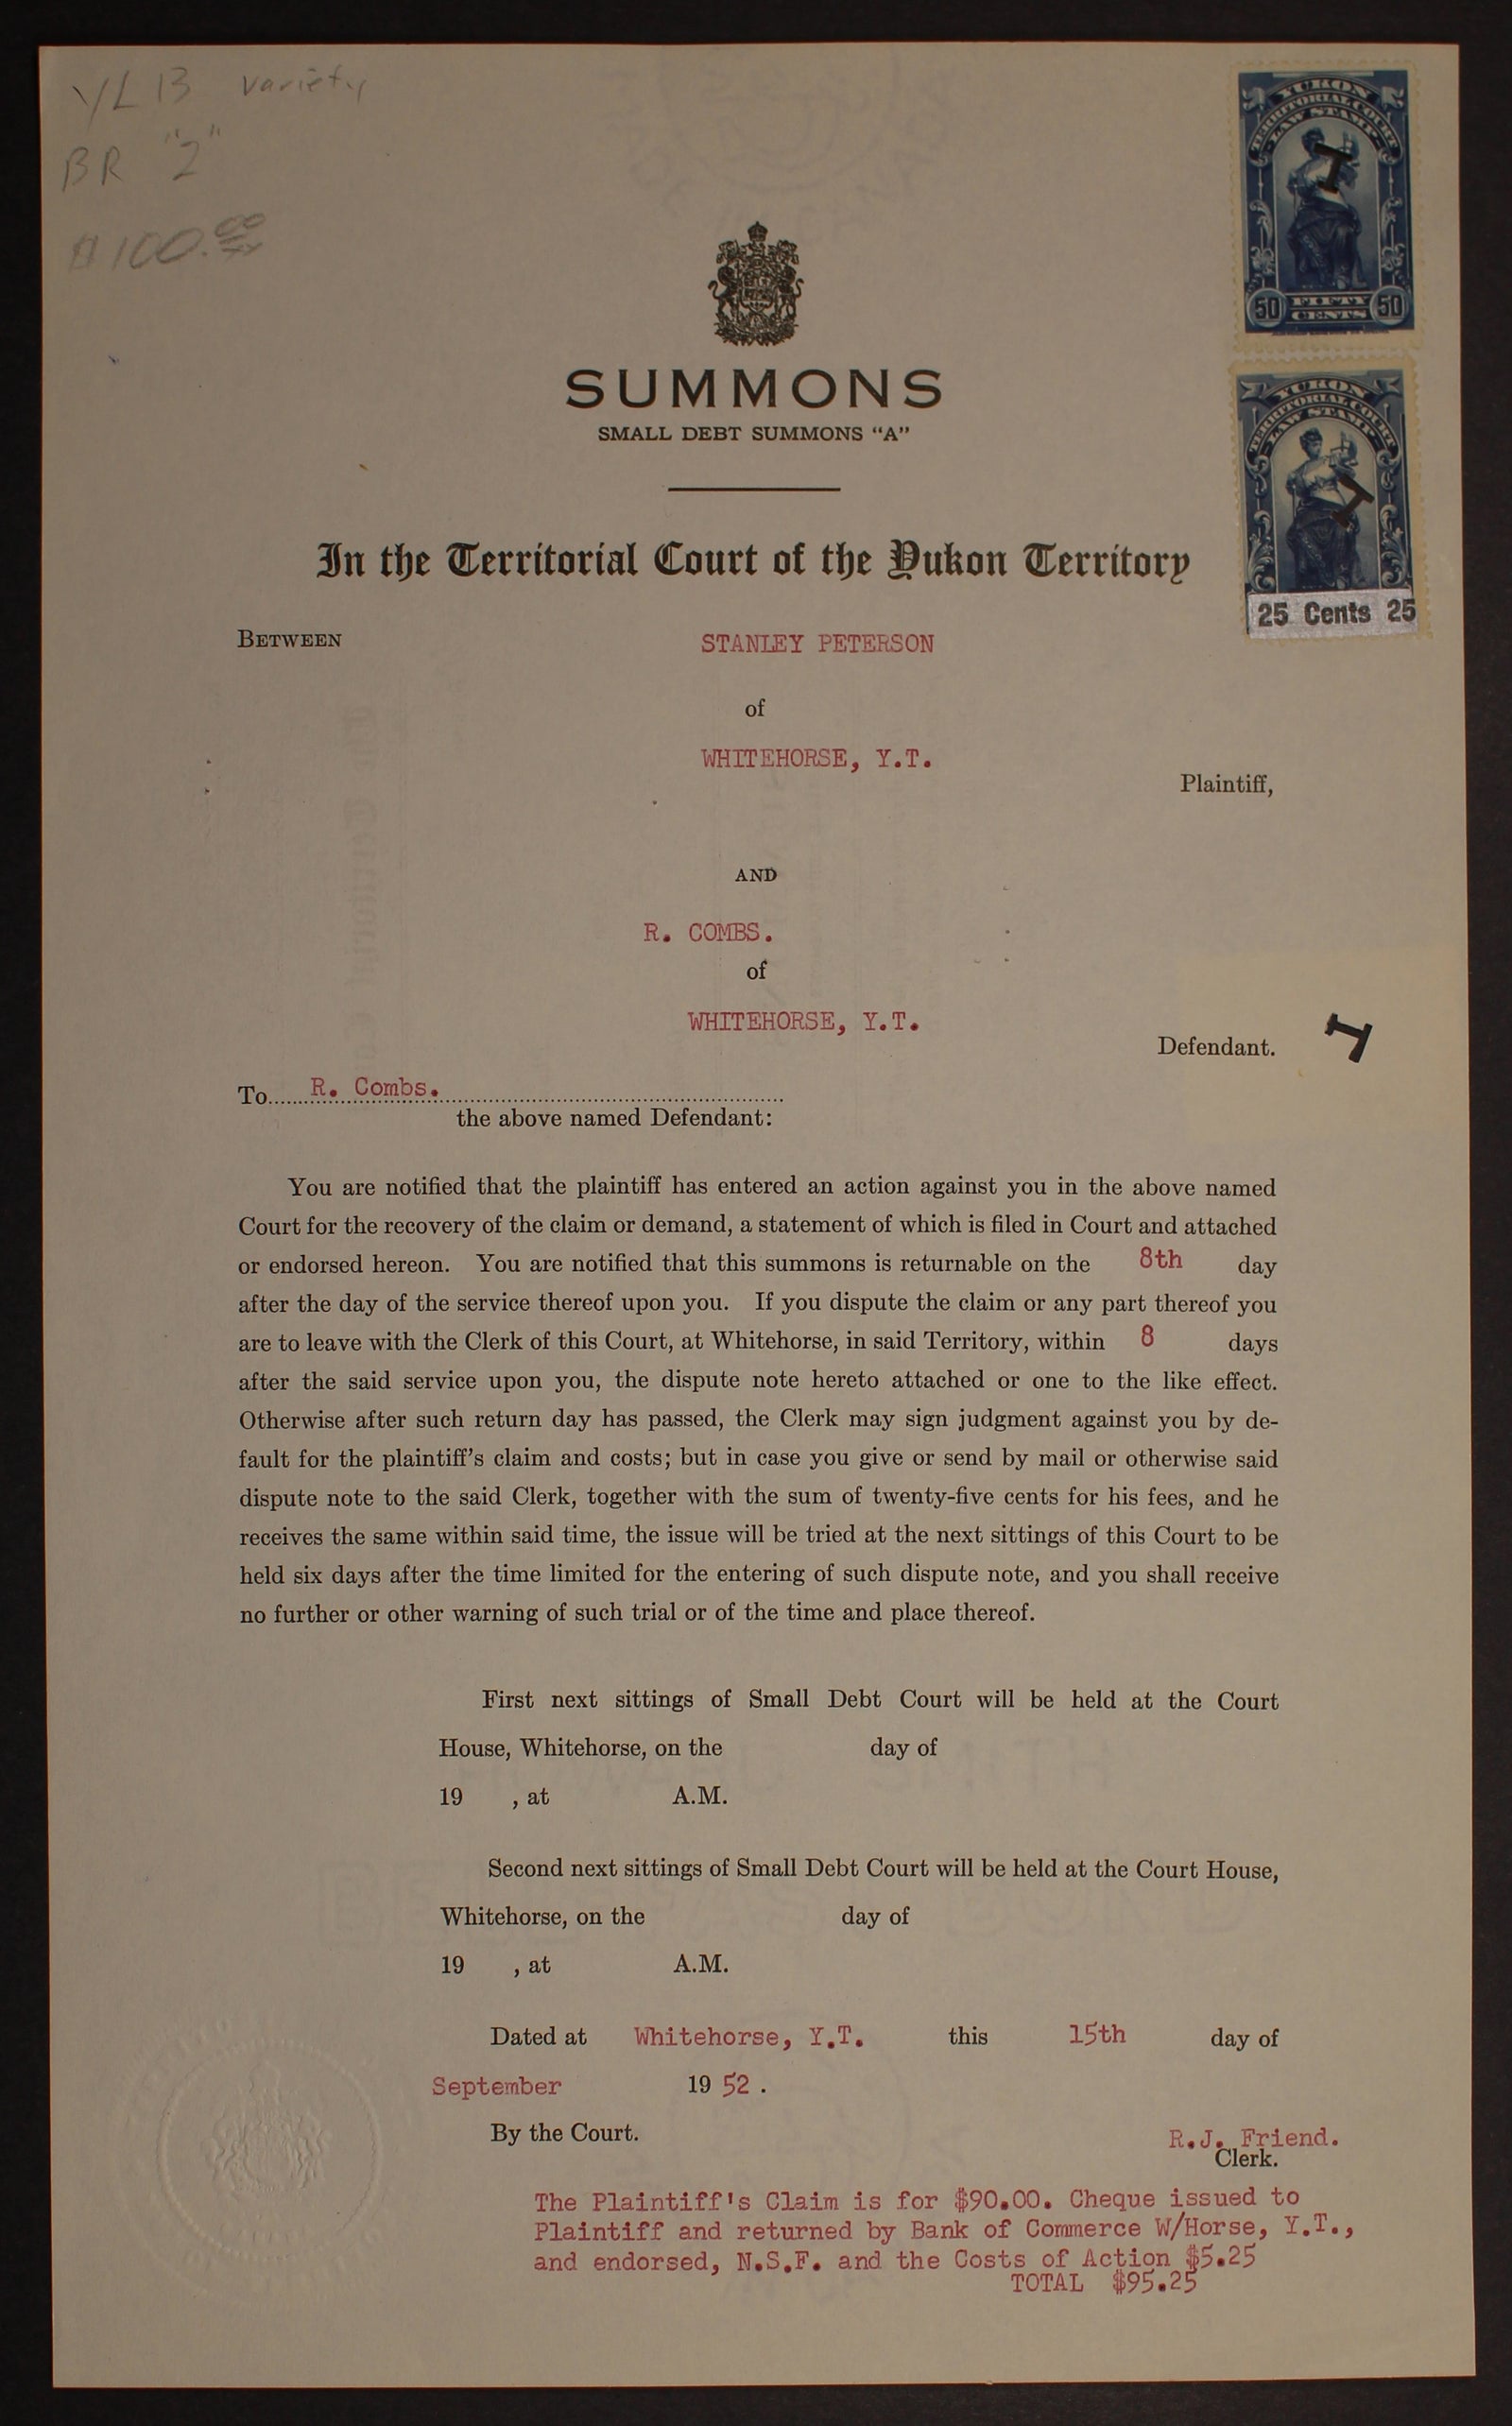 YL13 Variety
BR "2"
$100.00
YUKON
TERRITORIAL COURT
LAW STAMP
50 FIFTY CENTS 50
YUKON
TERRITORIAL COURT
LAW STAMP
25 Cents 25
SUMMONS
SMALL DEBT SUMMONS "A"
In the Territorial Court of the Yukon Territory
BETWEEN
STANLEY PETERSON
of
WHITEHORSE, Y.T.
Plaintiff,
AND
R. COMBS.
of
WHITEHORSE, Y.T.
Defendant.
To R. Combs.
the above named Defendant:
You are notified that the plaintiff has entered an action against you in the above named
Court for the recovery of the claim or demand, a statement of which is filed in Court and attached
or endorsed hereon. You are notified that this summons is returnable on the 8th day
after the day of the service thereof upon you. If you dispute the claim or any part thereof you
are to leave with the Clerk of this Court, at Whitehorse, in said Territory, within 8 days
after the said service upon you, the dispute note hereto attached or one to the like effect.
Otherwise after such return day has passed, the Clerk may sign judgment against you by de-
fault for the plaintiff's claim and costs; but in case you give or send by mail or otherwise said
dispute note to the said Clerk, together with the sum of twenty-five cents for his fees, and he
receives the same within said time, the issue will be tried at the next sittings of this Court to be
held six days after the time limited for the entering of such dispute note, and you shall receive
no further or other warning of such trial or of the time and place thereof.
First next sittings of Small Debt Court will be held at the Court
House, Whitehorse, on the day of
19 , at A.M.
Second next sittings of Small Debt Court will be held at the Court House,
Whitehorse, on the day of
19 , at A.M.
Dated at Whitehorse, Y.T. this 15th day of
September 19 52 .
By the Court.
R.J. Friend.
Clerk.
The Plaintiff's Claim is for $90.00. Cheque issued to
Plaintiff and returned by Bank of Commerce W/Horse, Y.T.,
and endorsed, N.S.F. and the Costs of Action $5.25
TOTAL $95.25